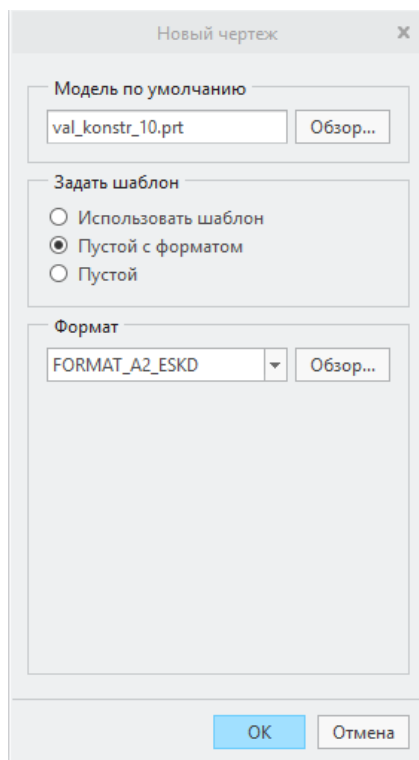 Новый чертеж
Модель по умолчанию
val_konstr_10.prt Обзор...
Задать шаблон
Использовать шаблон
Пустой с форматом
Пустой
Формат
FORMAT_A2_ESKD Обзор...
ОК Отмена